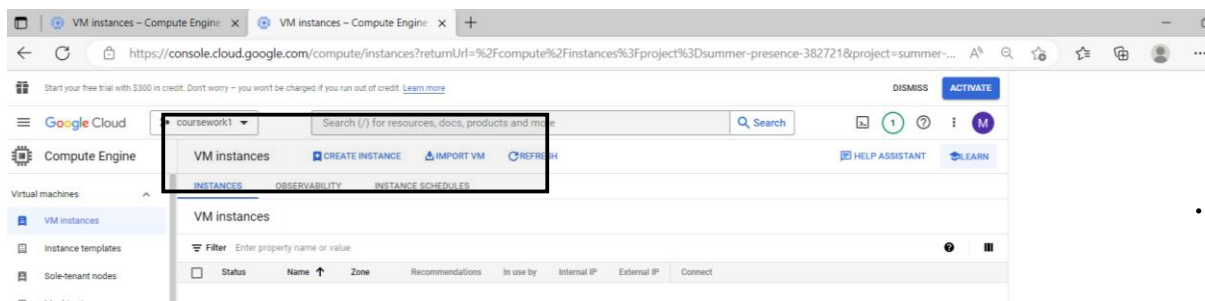 VM instances – Compute Engine × VM instances – Compute Engine × +
https://console.cloud.google.com/compute/instances?returnUrl=%2Fcompute%2Finstances%3Fproject%3Dsummer-presence-382721&project=summer-...
Start your free trial with $300 in credit. Don't worry – you won't be charged if you run out of credit. Learn more DISMISS ACTIVATE
Google Cloud coursework1 Search (/) for resources, docs, products and more Search 1 M
Compute Engine VM instances CREATE INSTANCE IMPORT VM REFRESH HELP ASSISTANT LEARN
Virtual machines INSTANCES OBSERVABILITY INSTANCE SCHEDULES
VM instances VM instances
Instance templates Filter Enter property name or value
Sole-tenant nodes Status Name Zone Recommendations In use by Internal IP External IP Connect